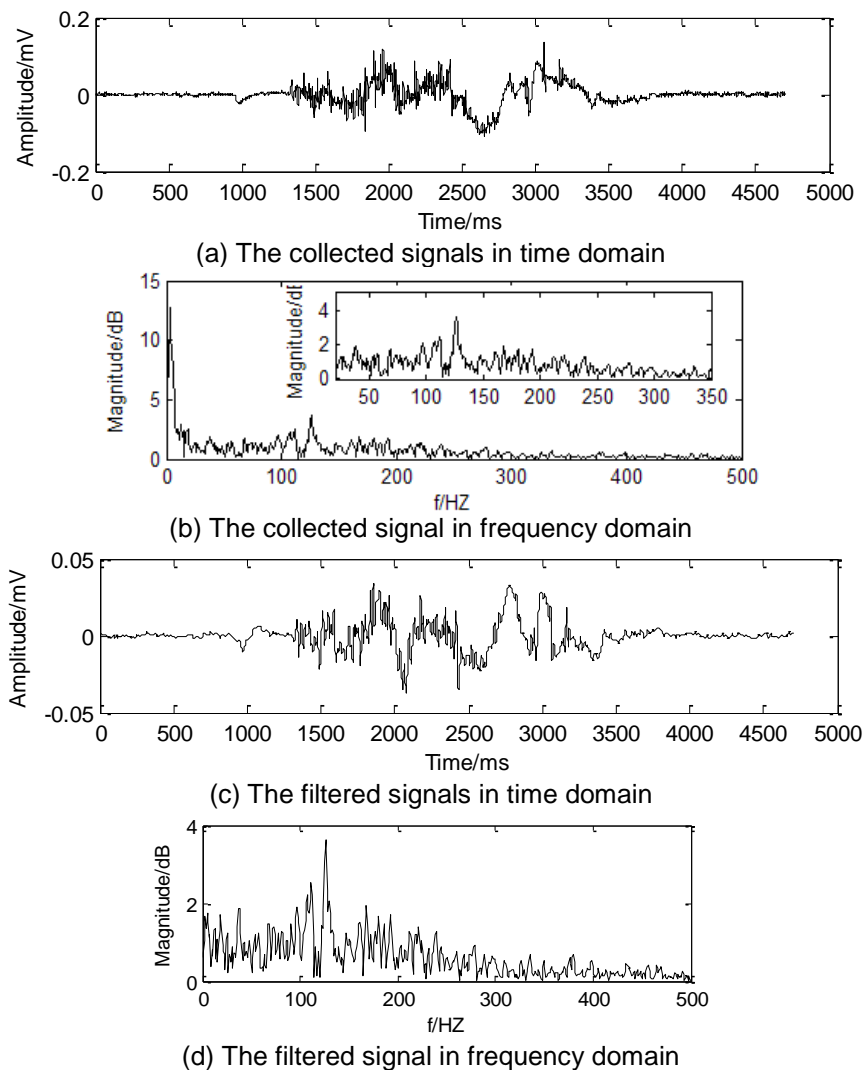 0.2
0
-0.2
Amplitude/mV
0 500 1000 1500 2000 2500 3000 3500 4000 4500 5000
Time/ms
(a) The collected signals in time domain
15
10
5
0
Magnitude/dB
4
2
0
Magnitude/dB
50 100 150 200 250 300 350
0 100 200 300 400 500
f/HZ
(b) The collected signal in frequency domain
0.05
0
-0.05
Amplitude/mV
0 500 1000 1500 2000 2500 3000 3500 4000 4500 5000
Time/ms
(c) The filtered signals in time domain
4
2
0
Magnitude/dB
0 100 200 300 400 500
f/HZ
(d) The filtered signal in frequency domain